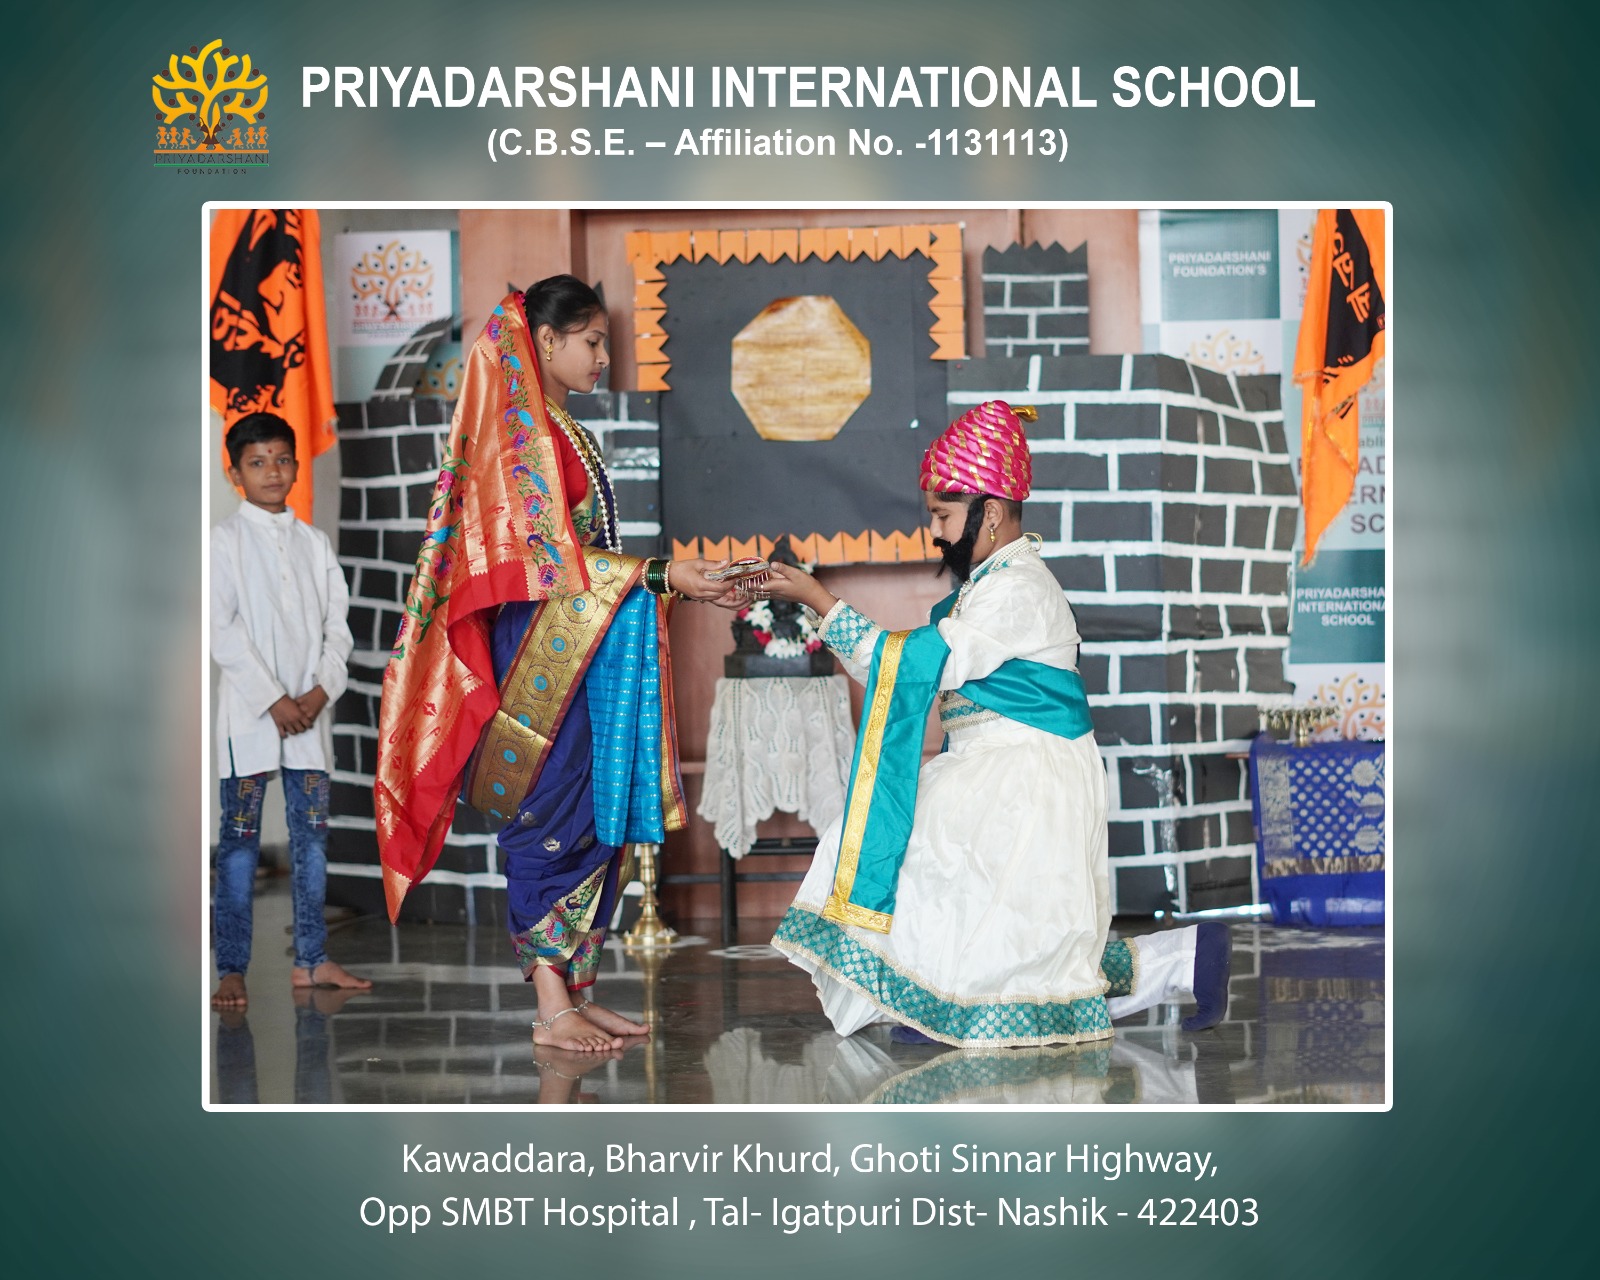 PRIYADARSHANI INTERNATIONAL SCHOOL
(C.B.S.E. – Affiliation No. -1131113)
PRIYADARSHANI
FOUNDATION
PRIYADARSHANI
FOUNDATION'S
PRIYADARSHA
INTERNATIONA
SCHOOL
Kawaddara, Bharvir Khurd, Ghoti Sinnar Highway,
Opp SMBT Hospital , Tal- Igatpuri Dist- Nashik - 422403